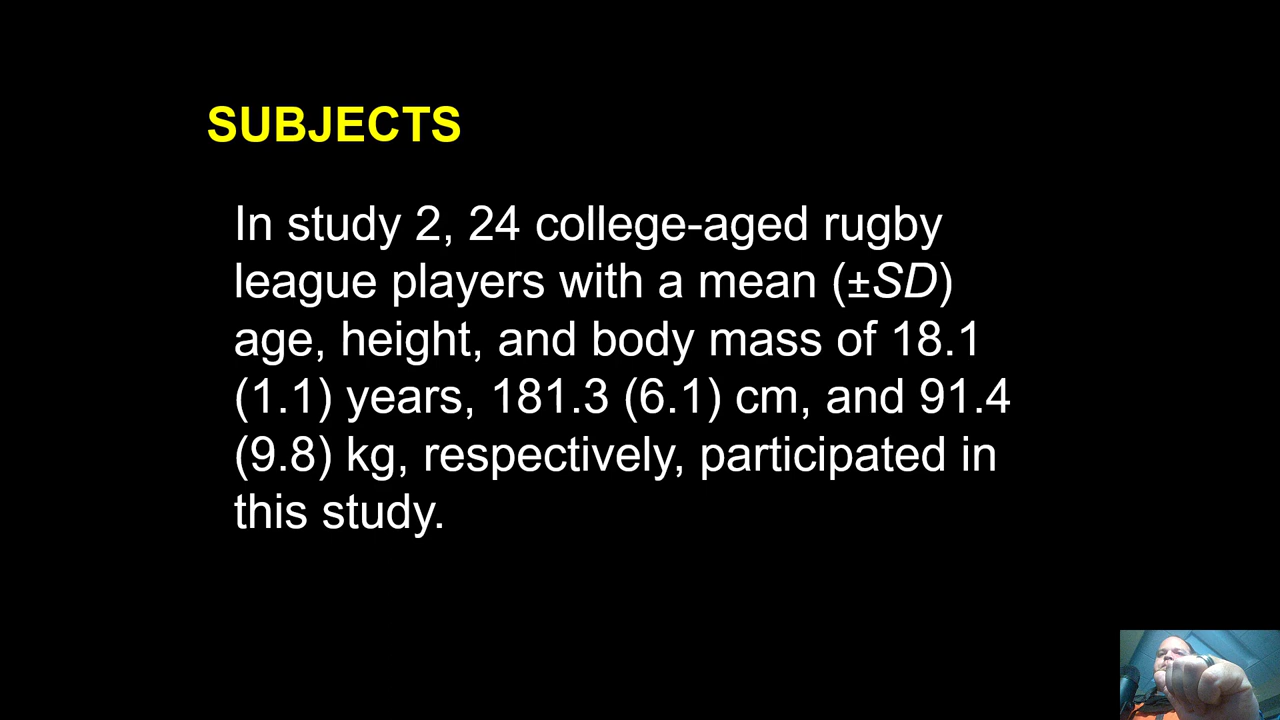 SUBJECTS
In study 2, 24 college-aged rugby
league players with a mean (±SD)
age, height, and body mass of 18.1
(1.1) years, 181.3 (6.1) cm, and 91.4
(9.8) kg, respectively, participated in
this study.